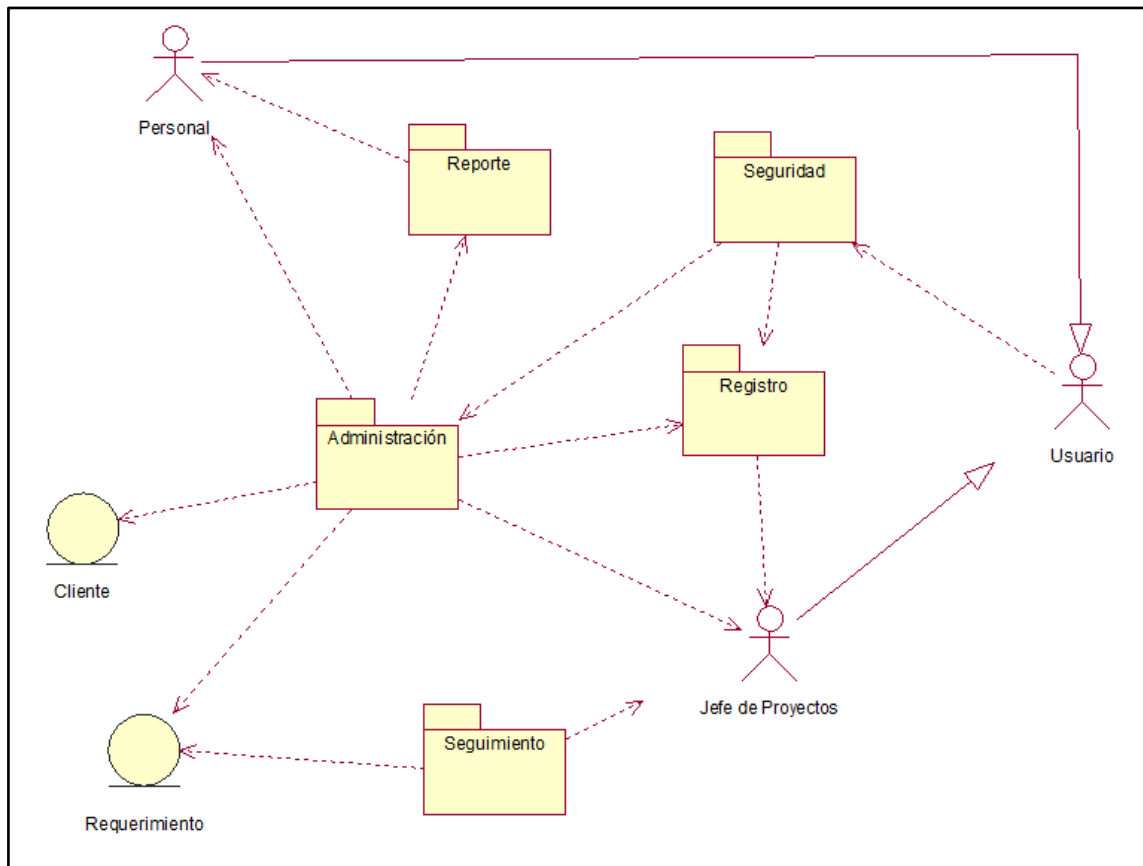 Personal
Reporte
Seguridad
Registro
Administración
Usuario
Cliente
Jefe de Proyectos
Seguimiento
Requerimiento